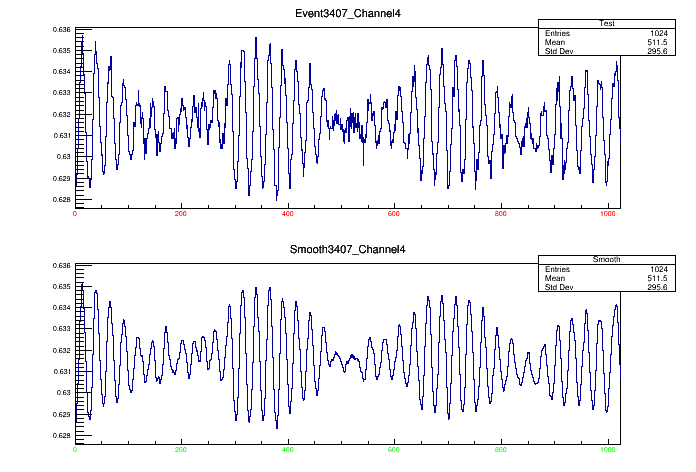 Event3407_Channel4
Test
Entries 1024
Mean 511.5
Std Dev 295.6
0.636
0.635
0.634
0.633
0.632
0.631
0.63
0.629
0.628
0 200 400 600 800 1000
Smooth3407_Channel4
Smooth
Entries 1024
Mean 511.5
Std Dev 295.6
0.636
0.635
0.634
0.633
0.632
0.631
0.63
0.629
0.628
0 200 400 600 800 1000